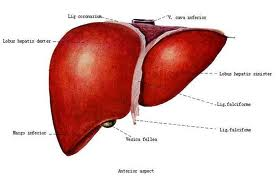 Lig coronarium
V. cava inferior
Lobus hepatis dexter
Lobus hepatis sinister
Lig.falciforme
Lig.falciforme
Margo inferior
Vesica fellea
Anterior aspect